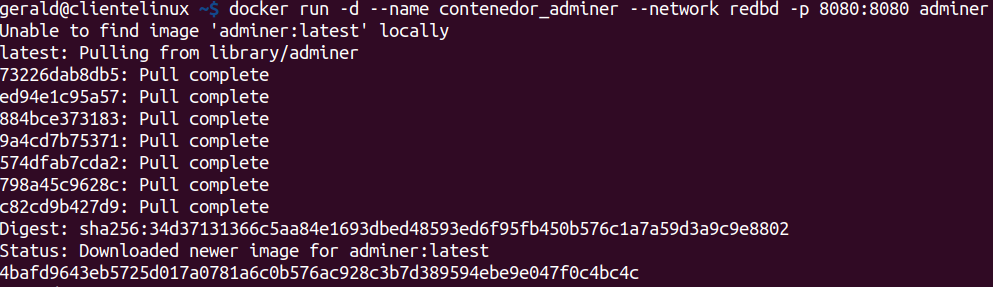 gerald@clientelinux ~$ docker run -d --name contenedor_adminer --network redbd -p 8080:8080 adminer
Unable to find image 'adminer:latest' locally
latest: Pulling from library/adminer
73226dab8db5: Pull complete
ed94e1c95a57: Pull complete
884bce373183: Pull complete
9a4cd7b75371: Pull complete
574dfab7cda2: Pull complete
798a45c9628c: Pull complete
c82cd9b427d9: Pull complete
Digest: sha256:34d37131366c5aa84e1693dbed48593ed6f95fb450b576c1a7a59d3a9c9e8802
Status: Downloaded newer image for adminer:latest
4bafd9643eb5725d017a0781a6c0b576ac928c3b7d389594ebe9e047f0c4bc4c